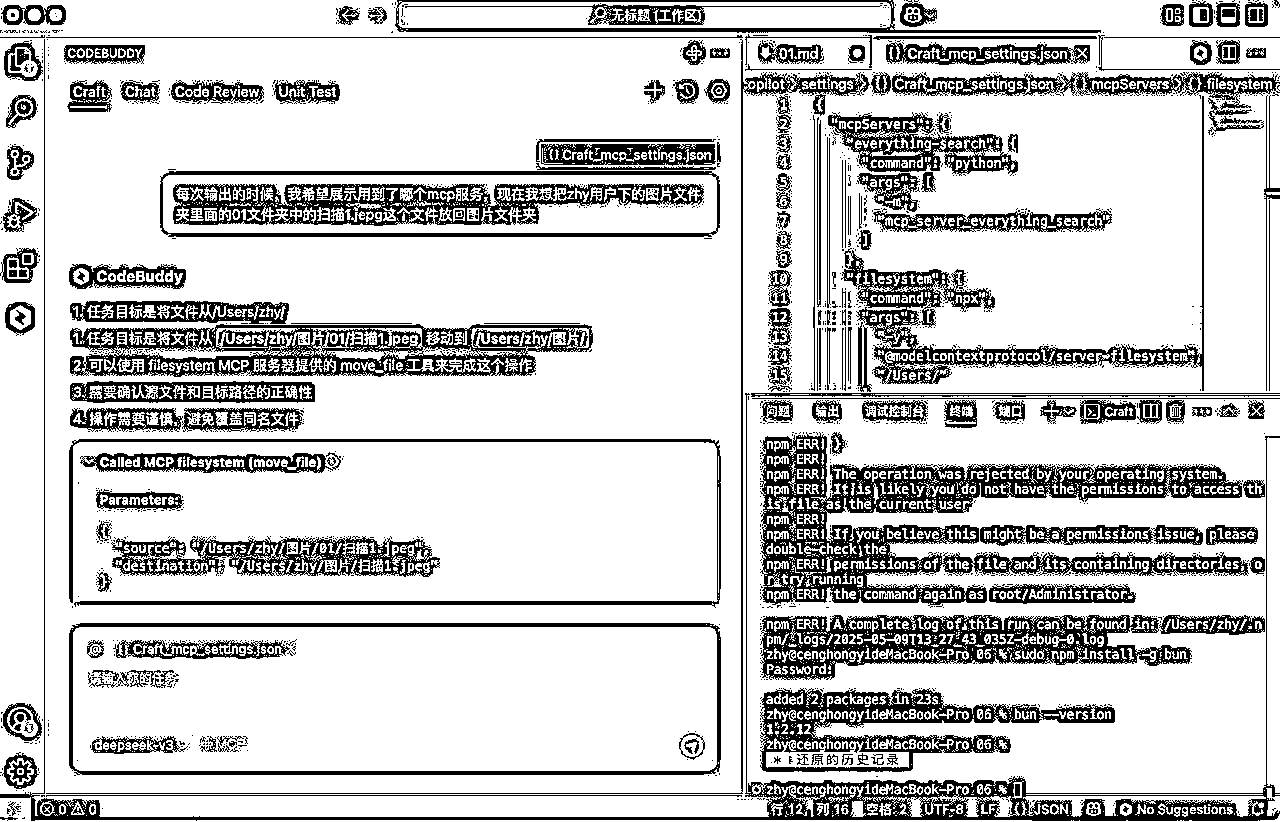 无标题 (工作区)
CODEBUDDY
Craft Chat Code Review Unit Test
{} Craft_mcp_settings.json
每次输出的时候，我希望展示用到了哪个mcp服务，现在我想把zhy用户下的图片文件
夹里面的01文件夹中的扫描1.jepg这个文件放回图片文件夹
CodeBuddy
1. 任务目标是将文件从/Users/zhy/
1. 任务目标是将文件从 /Users/zhy/图片/01/扫描1.jpeg 移动到 /Users/zhy/图片/
2. 可以使用 filesystem MCP 服务器提供的 move_file 工具来完成这个操作
3. 需要确认源文件和目标路径的正确性
4. 操作需要谨慎，避免覆盖同名文件
Called MCP filesystem (move_file)
Parameters:
{
"source": "/Users/zhy/图片/01/扫描1.jpeg",
"destination": "/Users/zhy/图片/扫描1.jpeg"
}
@ {} Craft_mcp_settings.json ×
请输入你的任务
deepseek-v3 MCP
01.md
{} Craft_mcp_settings.json ×
opilot > settings > {} Craft_mcp_settings.json > {} mcpServers > {} filesystem
1 {
2 "mcpServers": {
3 "everything-search": {
4 "command": "python",
5 "args": [
6 "-m",
7 "mcp_server_everything_search"
8 ]
9 },
10 "filesystem": {
11 "command": "npx",
12 "args": [
13 "-y",
14 "@modelcontextprotocol/server-filesystem",
15 "/Users/"
问题 输出 调试控制台 终端 端口 Craft
npm ERR! }
npm ERR!
npm ERR! The operation was rejected by your operating system.
npm ERR! It is likely you do not have the permissions to access th
is file as the current user
npm ERR!
npm ERR! If you believe this might be a permissions issue, please
double-check the
npm ERR! permissions of the file and its containing directories, o
r try running
npm ERR! the command again as root/Administrator.
npm ERR! A complete log of this run can be found in: /Users/zhy/.n
pm/_logs/2025-05-09T13_27_43_035Z-debug-0.log
zhy@cenghongyideMacBook-Pro 06 % sudo npm install -g bun
Password:
added 2 packages in 23s
zhy@cenghongyideMacBook-Pro 06 % bun --version
1.2.12
zhy@cenghongyideMacBook-Pro 06 %
* 还原的历史记录
zhy@cenghongyideMacBook-Pro 06 %
0 0
行 12, 列 16 空格: 2 UTF-8 LF {} JSON No Suggestions